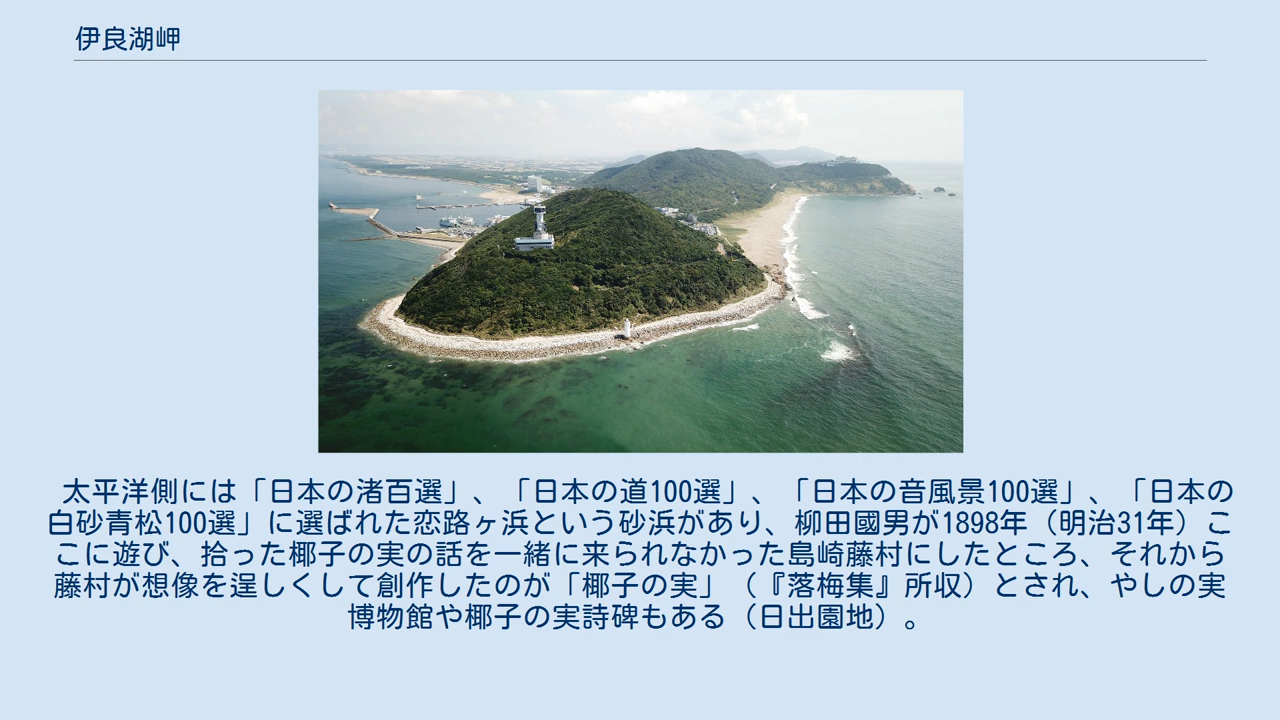 伊良湖岬
太平洋側には「日本の渚百選」、「日本の道100選」、「日本の音風景100選」、「日本の
白砂青松100選」に選ばれた恋路ヶ浜という砂浜があり、柳田國男が1898年（明治31年）こ
こに遊び、拾った椰子の実の話を一緒に来られなかった島崎藤村にしたところ、それから
藤村が想像を逞しくして創作したのが「椰子の実」（『落梅集』所収）とされ、やしの実
博物館や椰子の実詩碑もある（日出園地）。